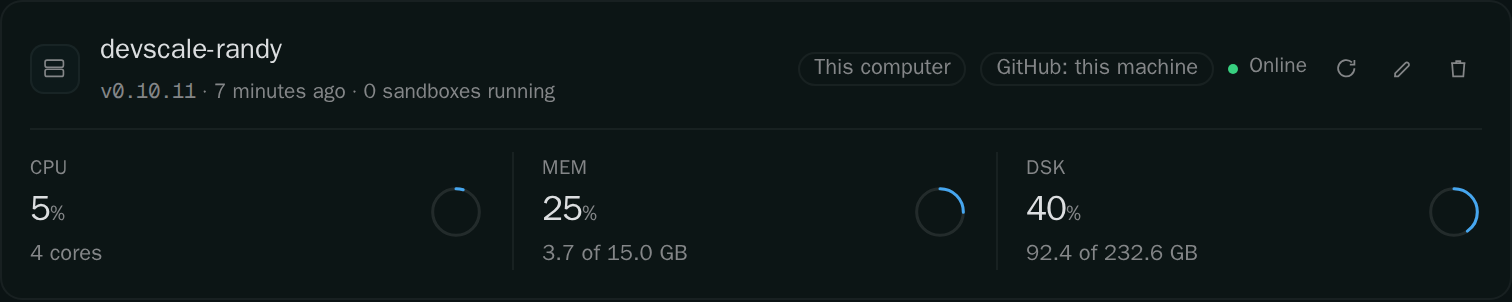 devscale-randy
v0.10.11 · 7 minutes ago · 0 sandboxes running
This computer
GitHub: this machine
Online
CPU
5%
4 cores
MEM
25%
3.7 of 15.0 GB
DSK
40%
92.4 of 232.6 GB